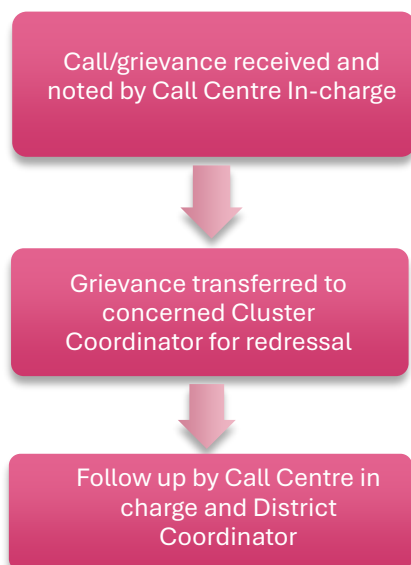 Call/grievance received and
noted by Call Centre In-charge
Grievance transferred to
concerned Cluster
Coordinator for redressal
Follow up by Call Centre in
charge and District
Coordinator